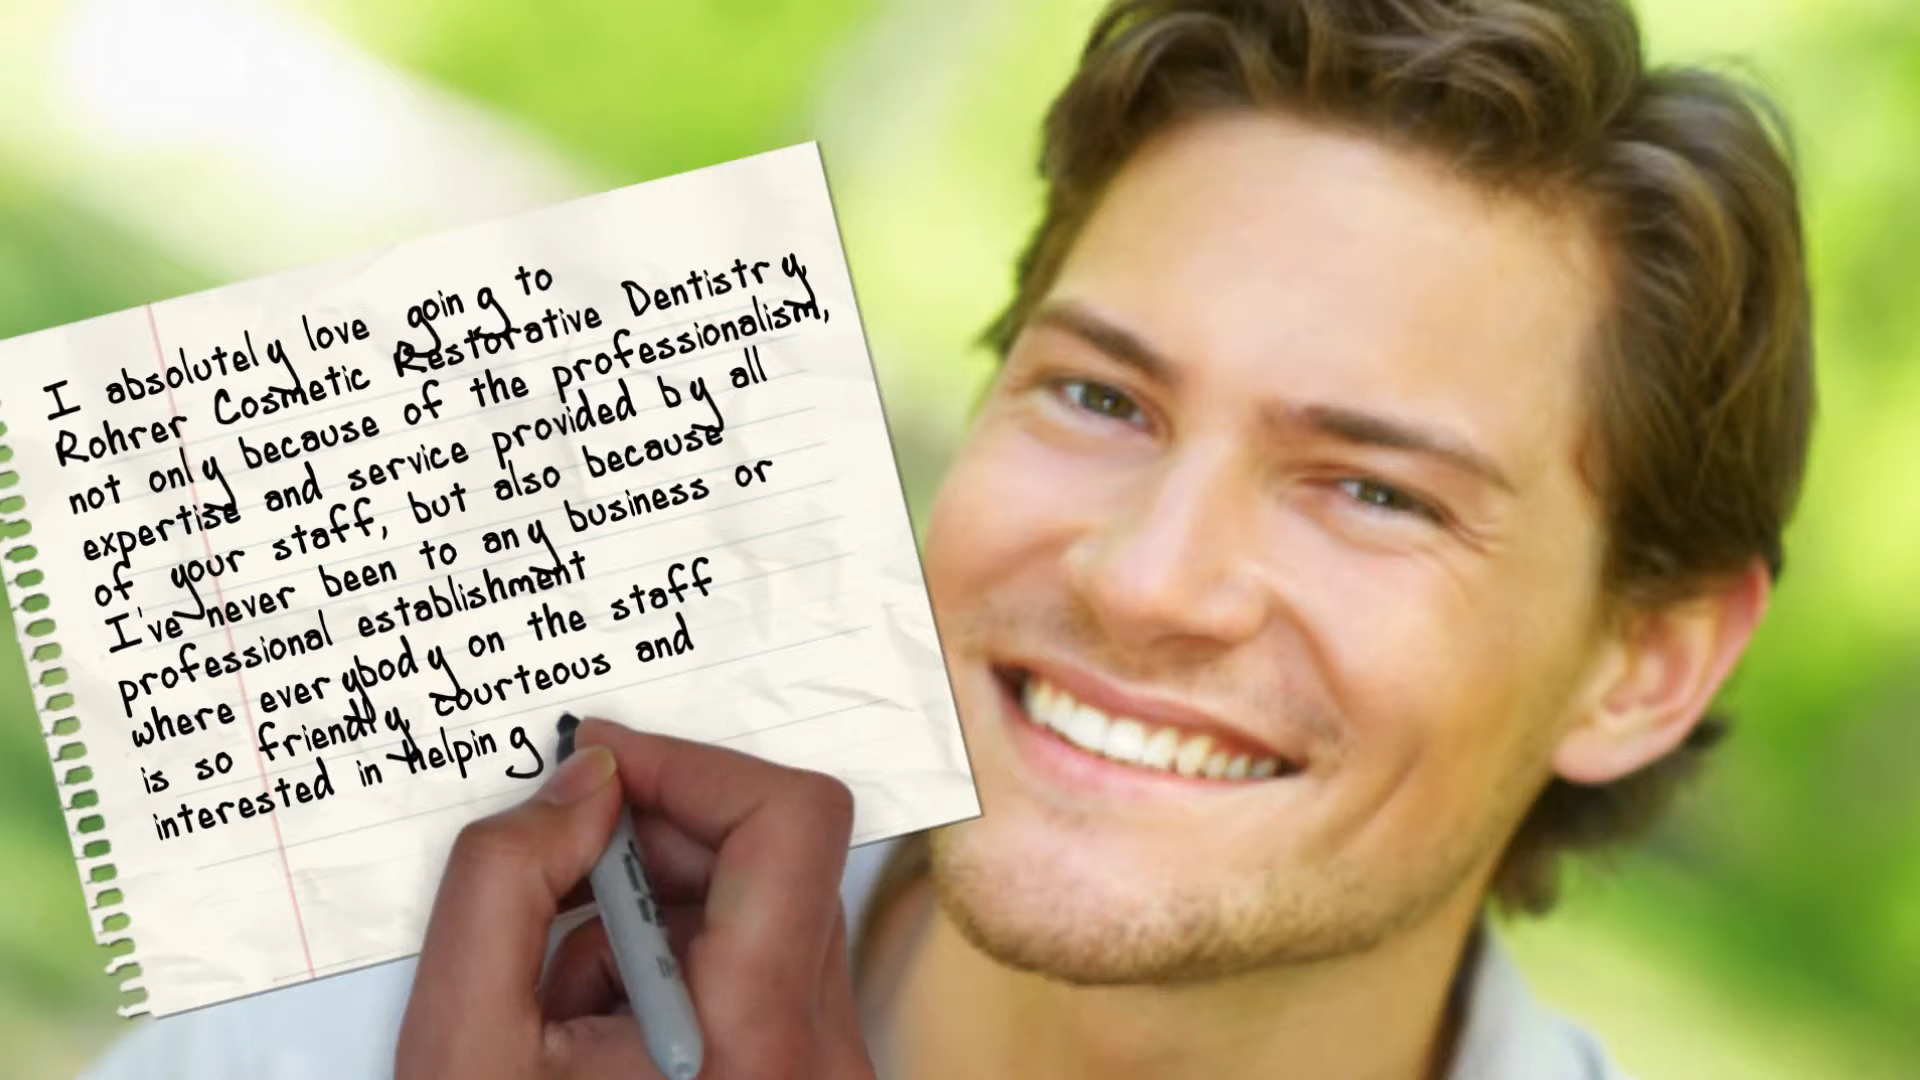 I absolutely love going to
Rohrer Cosmetic Restorative Dentistry
not only because of the professionalism,
expertise and service provided by all
of your staff, but also because
I've never been to any business or
professional establishment
where everybody on the staff
is so friendly, courteous and
interested in helping